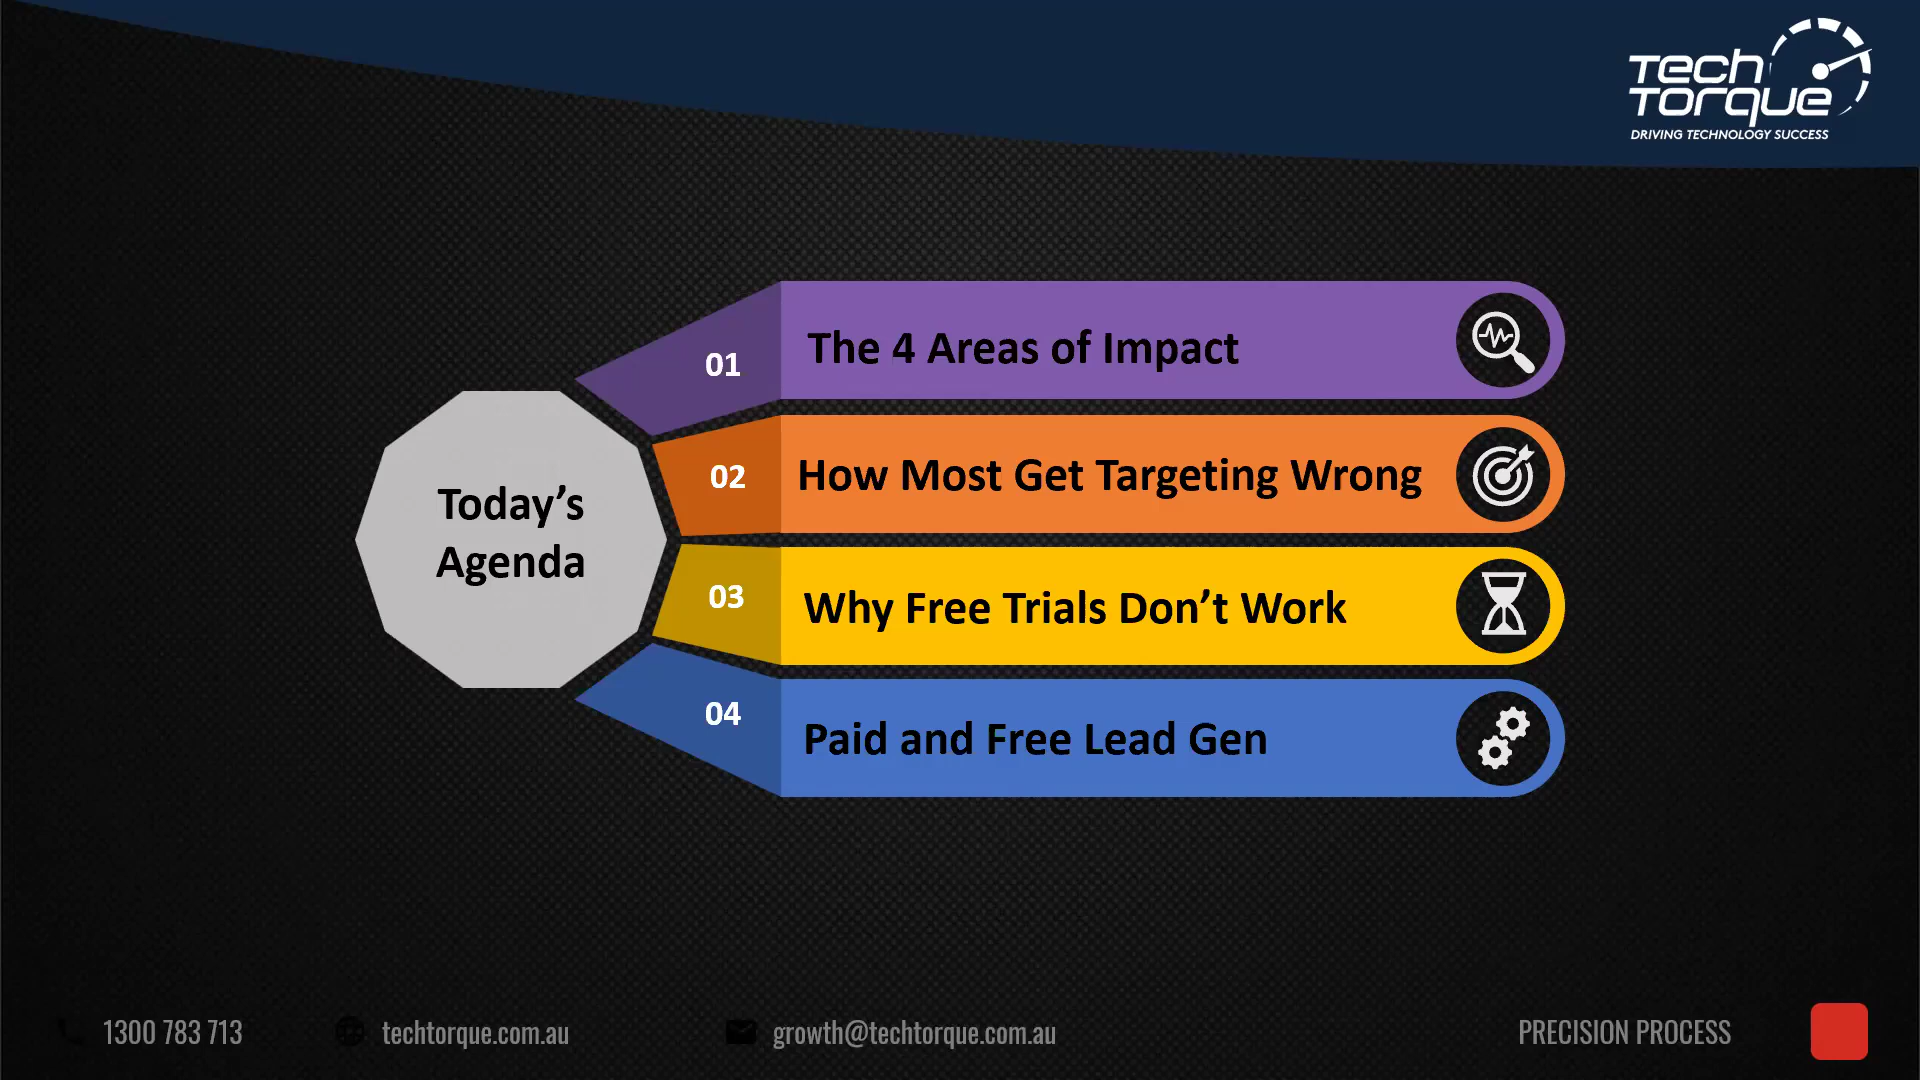 Tech
Torque
DRIVING TECHNOLOGY SUCCESS
Today’s
Agenda
01
The 4 Areas of Impact
02
How Most Get Targeting Wrong
03
Why Free Trials Don’t Work
04
Paid and Free Lead Gen
1300 783 713
techtorque.com.au
growth@techtorque.com.au
PRECISION PROCESS